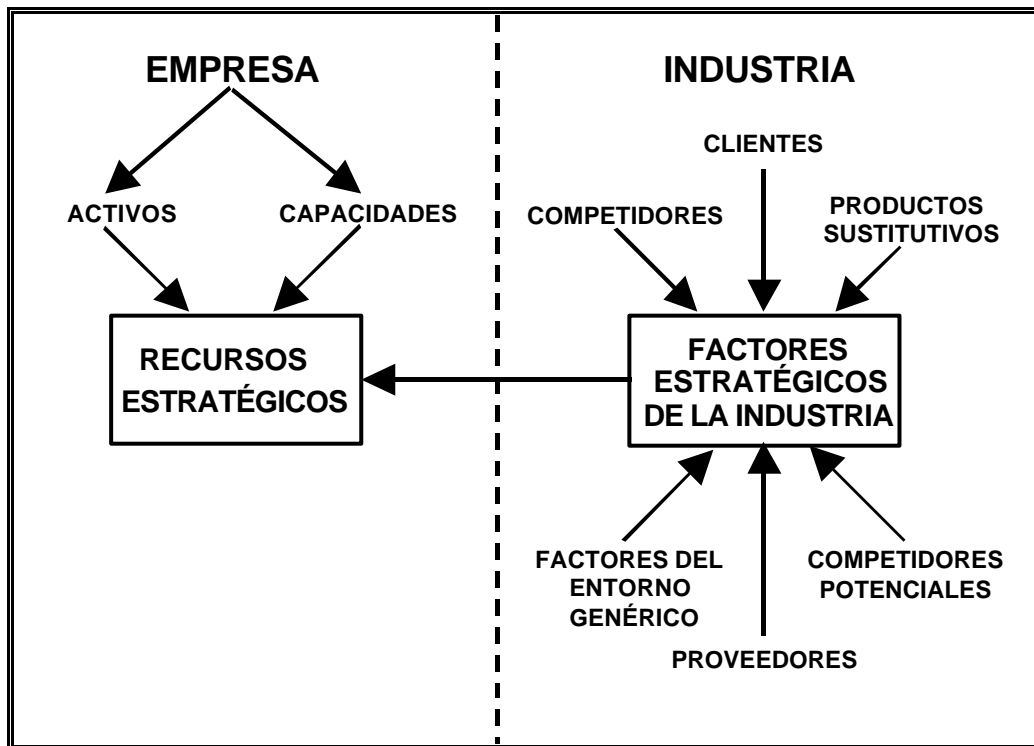 EMPRESA
ACTIVOS
CAPACIDADES
RECURSOS
ESTRATÉGICOS
INDUSTRIA
CLIENTES
COMPETIDORES
PRODUCTOS
SUSTITUTIVOS
FACTORES
ESTRATÉGICOS
DE LA INDUSTRIA
FACTORES DEL
ENTORNO
GENÉRICO
PROVEEDORES
COMPETIDORES
POTENCIALES